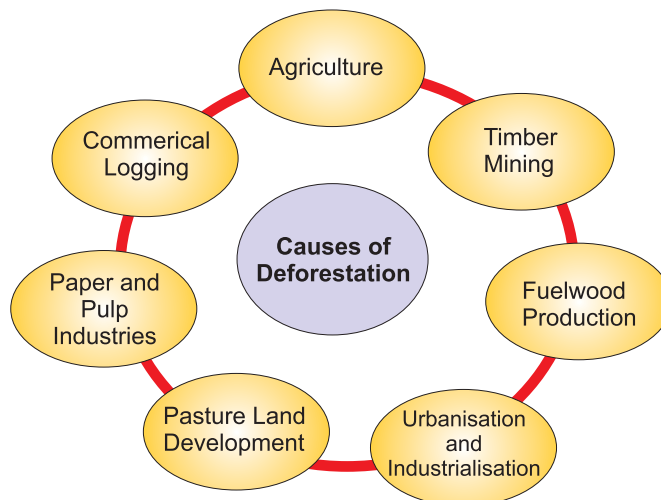 Causes of
Deforestation
Agriculture
Timber
Mining
Fuelwood
Production
Urbanisation
and
Industrialisation
Pasture Land
Development
Paper and
Pulp
Industries
Commerical
Logging